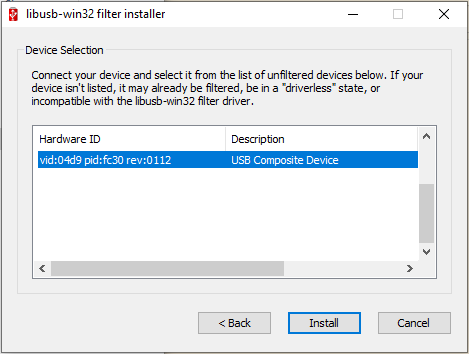 libusb-win32 filter installer
Device Selection
Connect your device and select it from the list of unfiltered devices below. If your
device isn't listed, it may already be filtered, be in a "driverless" state, or
incompatible with the libusb-win32 filter driver.
Hardware ID Description
vid:04d9 pid:fc30 rev:0112 USB Composite Device
< Back Install Cancel